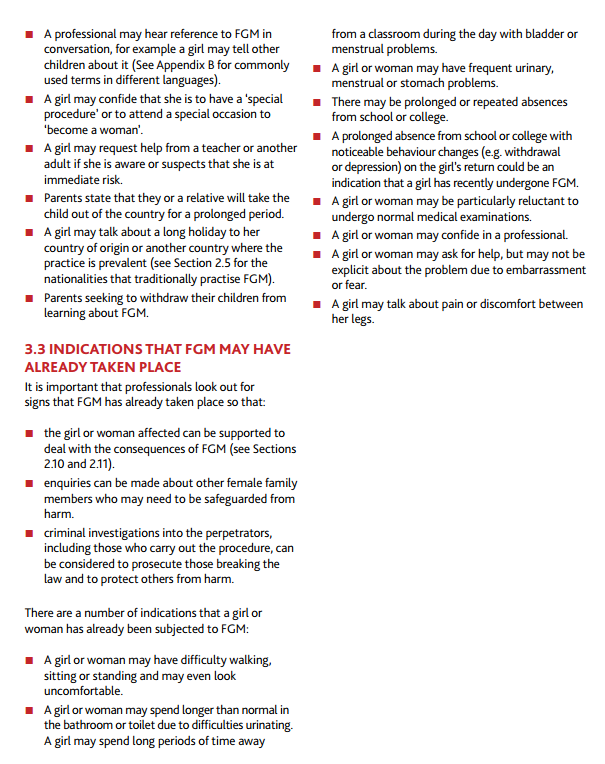 ■ A professional may hear reference to FGM in
conversation, for example a girl may tell other
children about it (See Appendix B for commonly
used terms in different languages).
■ A girl may confide that she is to have a ‘special
procedure’ or to attend a special occasion to
‘become a woman’.
■ A girl may request help from a teacher or another
adult if she is aware or suspects that she is at
immediate risk.
■ Parents state that they or a relative will take the
child out of the country for a prolonged period.
■ A girl may talk about a long holiday to her
country of origin or another country where the
practice is prevalent (see Section 2.5 for the
nationalities that traditionally practise FGM).
■ Parents seeking to withdraw their children from
learning about FGM.
3.3 INDICATIONS THAT FGM MAY HAVE
ALREADY TAKEN PLACE
It is important that professionals look out for
signs that FGM has already taken place so that:
■ the girl or woman affected can be supported to
deal with the consequences of FGM (see Sections
2.10 and 2.11).
■ enquiries can be made about other female family
members who may need to be safeguarded from
harm.
■ criminal investigations into the perpetrators,
including those who carry out the procedure, can
be considered to prosecute those breaking the
law and to protect others from harm.
There are a number of indications that a girl or
woman has already been subjected to FGM:
■ A girl or woman may have difficulty walking,
sitting or standing and may even look
uncomfortable.
■ A girl or woman may spend longer than normal in
the bathroom or toilet due to difficulties urinating.
A girl may spend long periods of time away
from a classroom during the day with bladder or
menstrual problems.
■ A girl or woman may have frequent urinary,
menstrual or stomach problems.
■ There may be prolonged or repeated absences
from school or college.
■ A prolonged absence from school or college with
noticeable behaviour changes (e.g. withdrawal
or depression) on the girl’s return could be an
indication that a girl has recently undergone FGM.
■ A girl or woman may be particularly reluctant to
undergo normal medical examinations.
■ A girl or woman may confide in a professional.
■ A girl or woman may ask for help, but may not be
explicit about the problem due to embarrassment
or fear.
■ A girl may talk about pain or discomfort between
her legs.